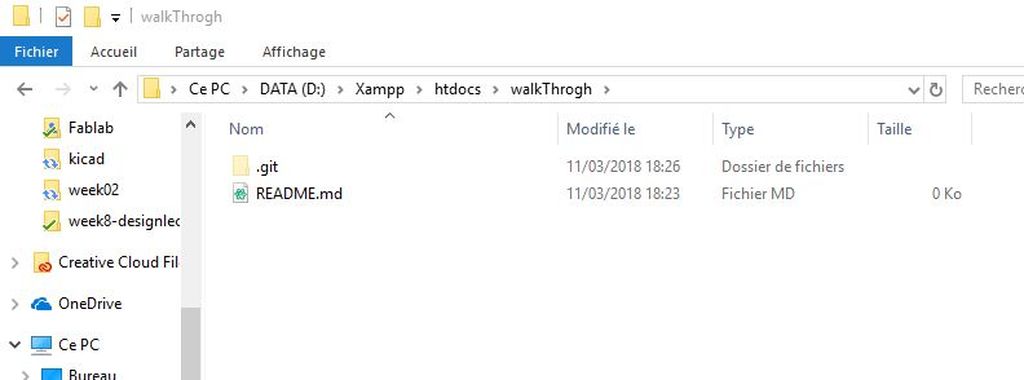 walkThrogh
Fichier Accueil Partage Affichage
Ce PC DATA (D:) Xampp htdocs walkThrogh Recherc
Fablab
kicad
week02
week8-designlec
Creative Cloud Fil
OneDrive
Ce PC
Bureau
Nom Modifié le Type Taille
.git 11/03/2018 18:26 Dossier de fichiers
README.md 11/03/2018 18:23 Fichier MD 0 Ko